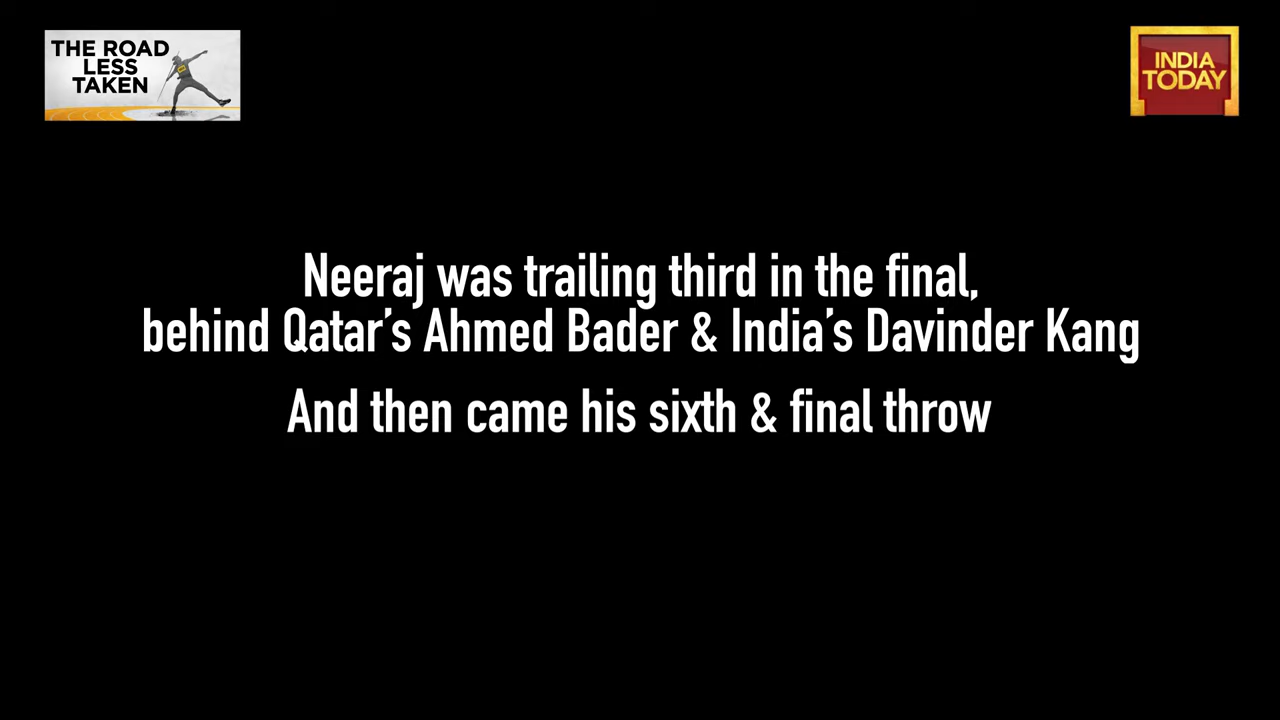 THE ROAD
LESS
TAKEN
INDIA
TODAY
Neeraj was trailing third in the final,
behind Qatar’s Ahmed Bader & India’s Davinder Kang
And then came his sixth & final throw